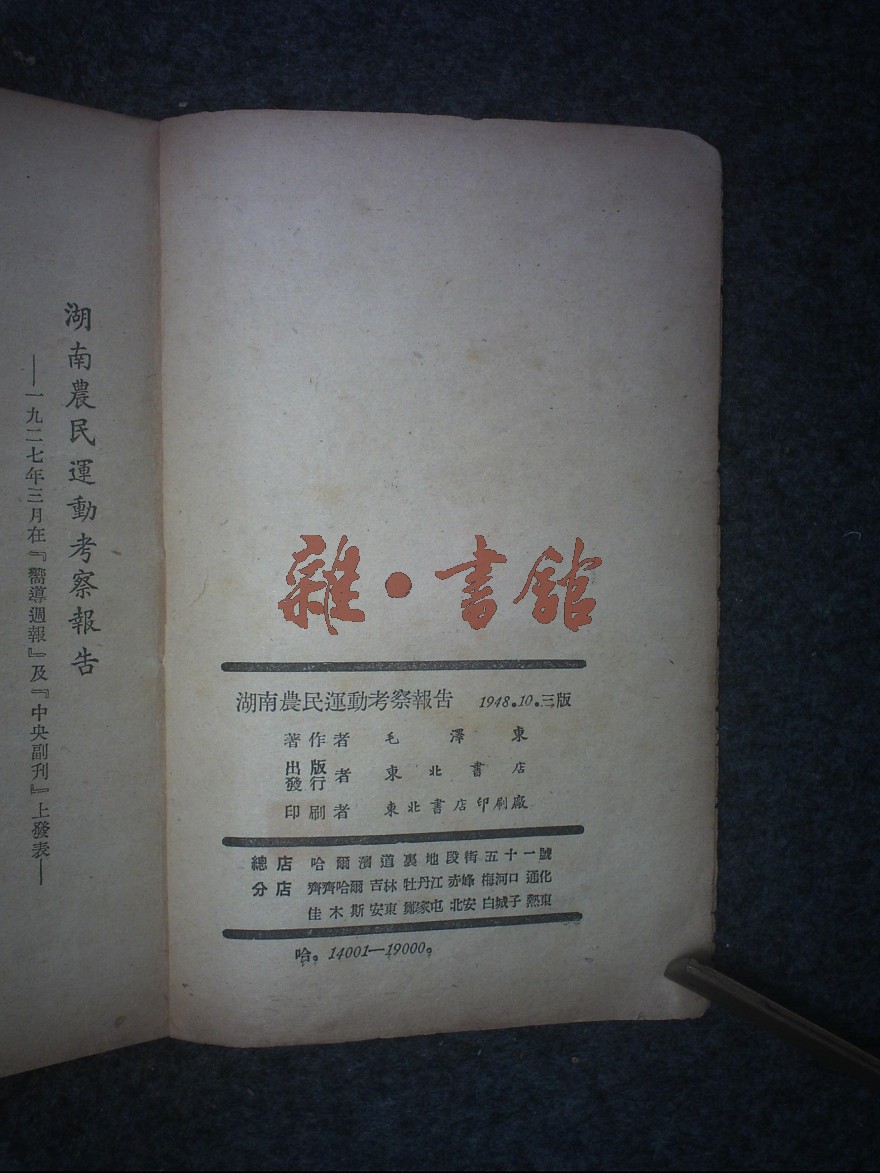 雜·書舘
湖南農民運動考察報告 1948.10.三版
著作者 毛澤東
出版發行者 東北書店
印刷者 東北書店印刷廠
總店 哈爾濱道裏地段街五十一號
分店 齊齊哈爾 吉林 牡丹江 赤峰 梅河口 通化
佳木斯 安東 鄭家屯 北安 白城子 熱東
哈。14001—19000。
湖南農民運動考察報告
——一九二七年三月在『嚮導週報』及『中央副刊』上發表——